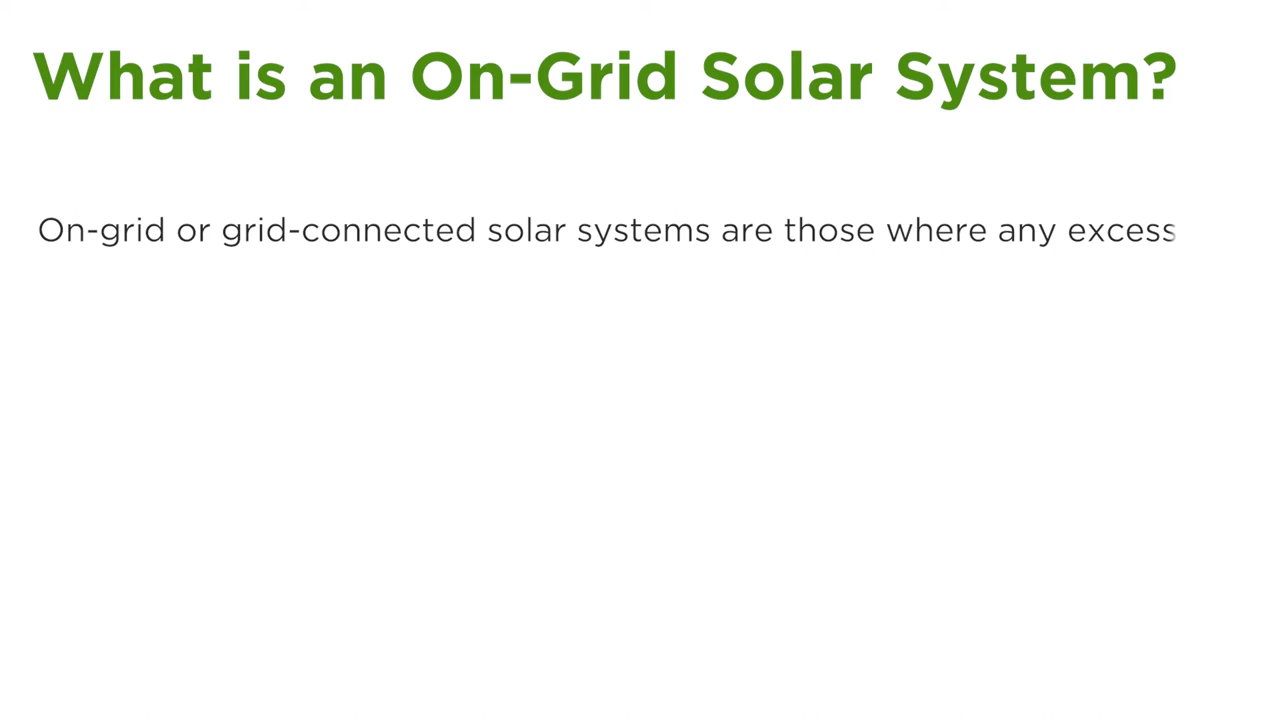 What is an On-Grid Solar System?
On-grid or grid-connected solar systems are those where any excess